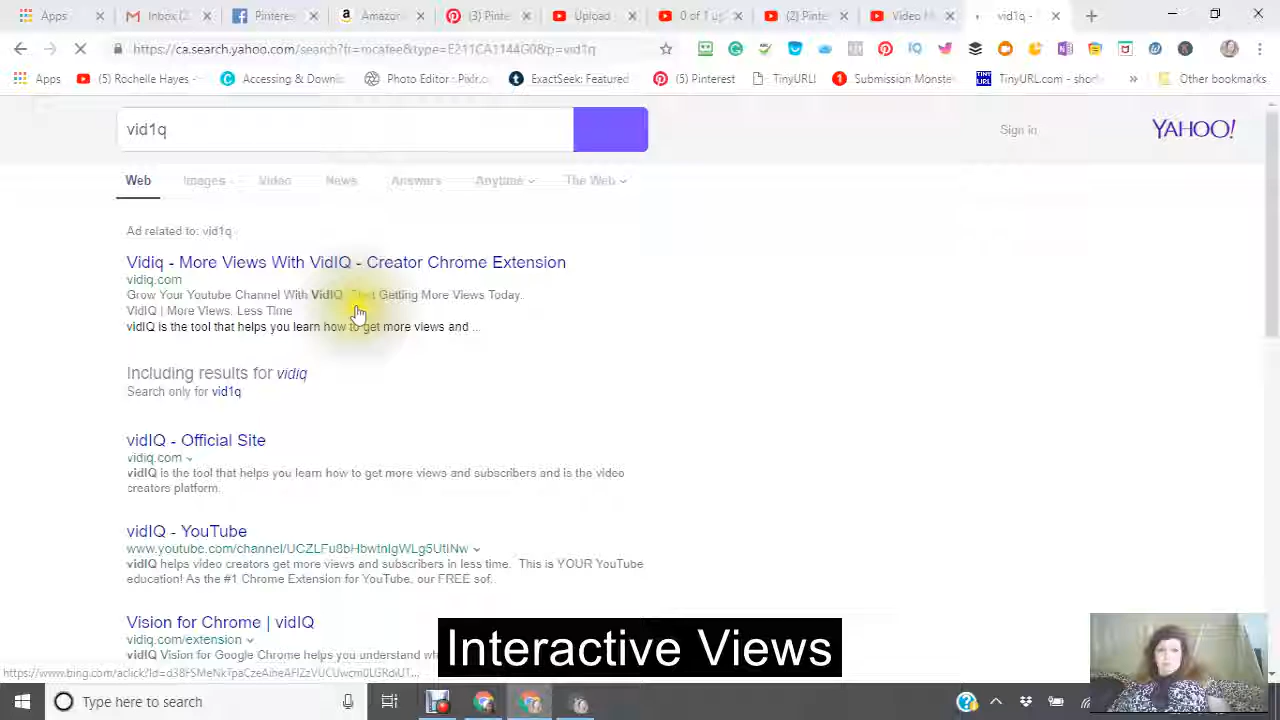 Inbox
Pinteres
Amazon
(3) Pinte
Upload
0 of 1 up
(2) Pinte
Video M
vid1q -
https://ca.search.yahoo.com/search?fr=mcafee&type=E211CA1144G0&p=vid1q
Apps
(5) Rochelle Hayes -
Accessing & Downlo
Photo Editor: Pixlr.c
ExactSeek: Featured
(5) Pinterest
TinyURL!
Submission Monste
TinyURL.com - short
»
Other bookmarks
vid1q
Sign in
YAHOO!
Web
Images
Video
News
Answers
Anytime
The Web
Ad related to: vid1q
Vidiq - More Views With VidIQ - Creator Chrome Extension
vidiq.com
Grow Your Youtube Channel With VidIQ. Start Getting More Views Today..
VidIQ | More Views. Less Time
vidIQ is the tool that helps you learn how to get more views and ...
Including results for vidiq
Search only for vid1q
vidIQ - Official Site
vidiq.com
vidIQ is the tool that helps you learn how to get more views and subscribers and is the video
creators platform.
vidIQ - YouTube
www.youtube.com/channel/UCZLFu8bHbwtnlgWLg5UtINw
vidIQ helps video creators get more views and subscribers in less time. This is YOUR YouTube
education! As the #1 Chrome Extension for YouTube, our FREE sof..
Vision for Chrome | vidIQ
vidiq.com/extension
vidIQ Vision for Google Chrome helps you understand
Interactive Views
Type here to search